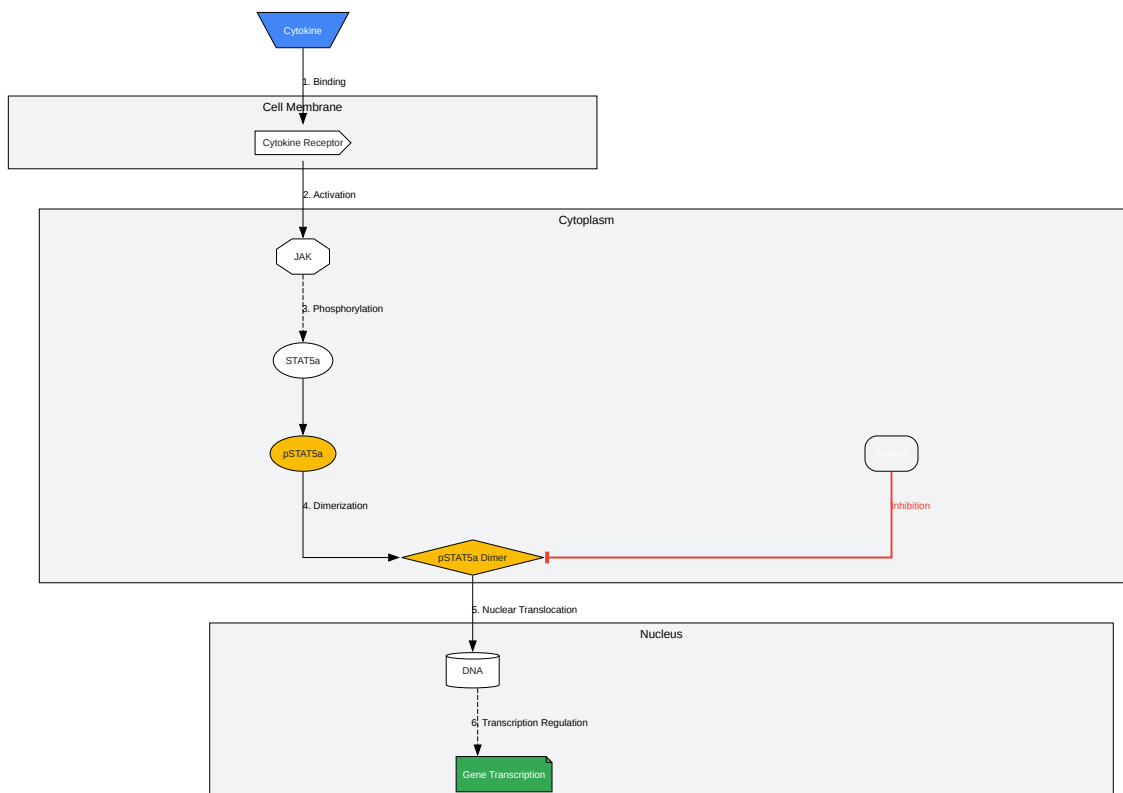 Cytokine
1. Binding
Cell Membrane
Cytokine Receptor
2. Activation
Cytoplasm
JAK
3. Phosphorylation
STAT5a
pSTAT5a
4. Dimerization
Inhibition
pSTAT5a Dimer
5. Nuclear Translocation
Nucleus
DNA
6. Transcription Regulation
Gene Transcription